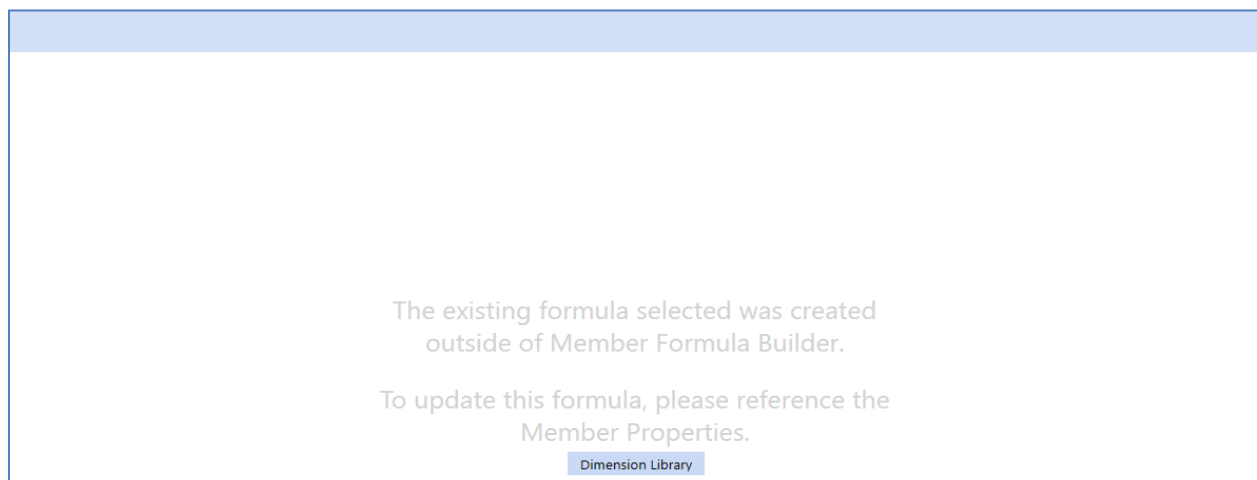 The existing formula selected was created
outside of Member Formula Builder.
To update this formula, please reference the
Member Properties.
Dimension Library